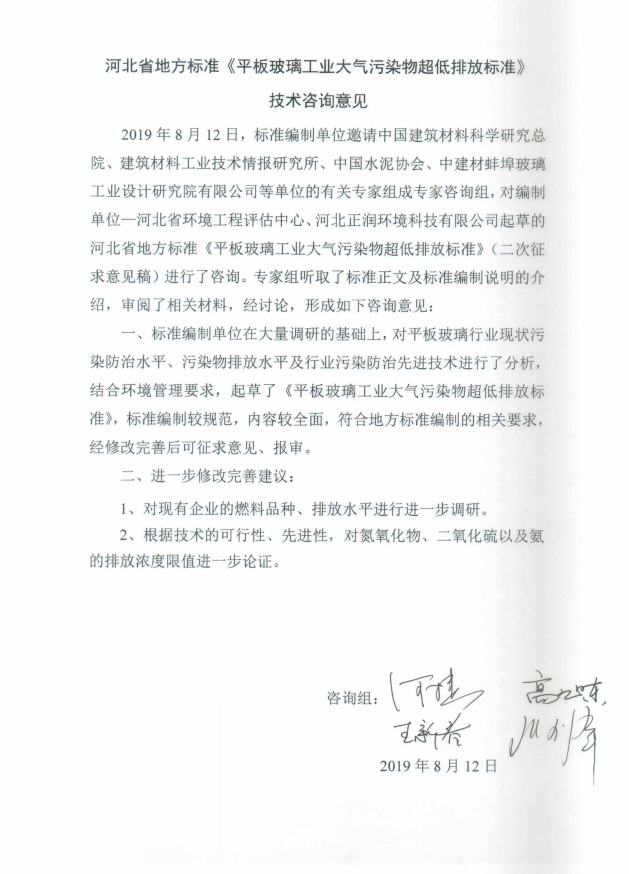 河北省地方标准《平板玻璃工业大气污染物超低排放标准》
技术咨询意见
2019 年 8 月 12 日，标准编制单位邀请中国建筑材料科学研究总
院、建筑材料工业技术情报研究所、中国水泥协会、中建材蚌埠玻璃
工业设计研究院有限公司等单位的有关专家组成专家咨询组，对编制
单位—河北省环境工程评估中心、河北正润环境科技有限公司起草的
河北省地方标准《平板玻璃工业大气污染物超低排放标准》（二次征
求意见稿）进行了咨询。专家组听取了标准正文及标准编制说明的介
绍，审阅了相关材料，经讨论，形成如下咨询意见：
一、标准编制单位在大量调研的基础上，对平板玻璃行业现状污
染防治水平、污染物排放水平及行业污染防治先进技术进行了分析，
结合环境管理要求，起草了《平板玻璃工业大气污染物超低排放标
准》，标准编制较规范，内容较全面，符合地方标准编制的相关要求，
经修改完善后可征求意见、报审。
二、进一步修改完善建议：
1、对现有企业的燃料品种、排放水平进行进一步调研。
2、根据技术的可行性、先进性，对氮氧化物、二氧化硫以及氨
的排放浓度限值进一步论证。
咨询组：
王新春
2019 年 8 月 12 日